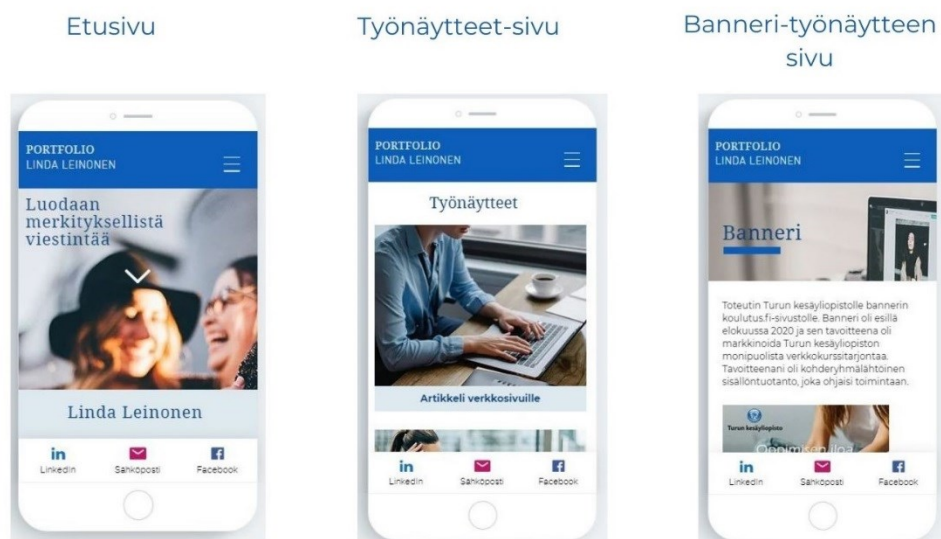 Etusivu
PORTFOLIO
LINDA LEINONEN
Luodaan
merkityksellistä
viestintää
Linda Leinonen
LinkedIn
Sähköposti
Facebook
Työnäytteet-sivu
PORTFOLIO
LINDA LEINONEN
Työnäytteet
Artikkeli verkkosivuille
LinkedIn
Sähköposti
Facebook
Banneri-työnäytteen
sivu
PORTFOLIO
LINDA LEINONEN
Banneri
Toteutin Turun kesäyliopistolle bannerin
koulutus.fi-sivustolle. Banneri oli esillä
elokuussa 2020 ja sen tavoitteena oli
markkinoida Turun kesäyliopiston
monipuolista verkkokurssitarjontaa.
Tavoitteenani oli kohderyhmälähtöinen
sisällöntuotanto, joka ohjaisi toimintaan.
Turun kesäyliopisto
Oppimisen iloa
LinkedIn
Sähköposti
Facebook